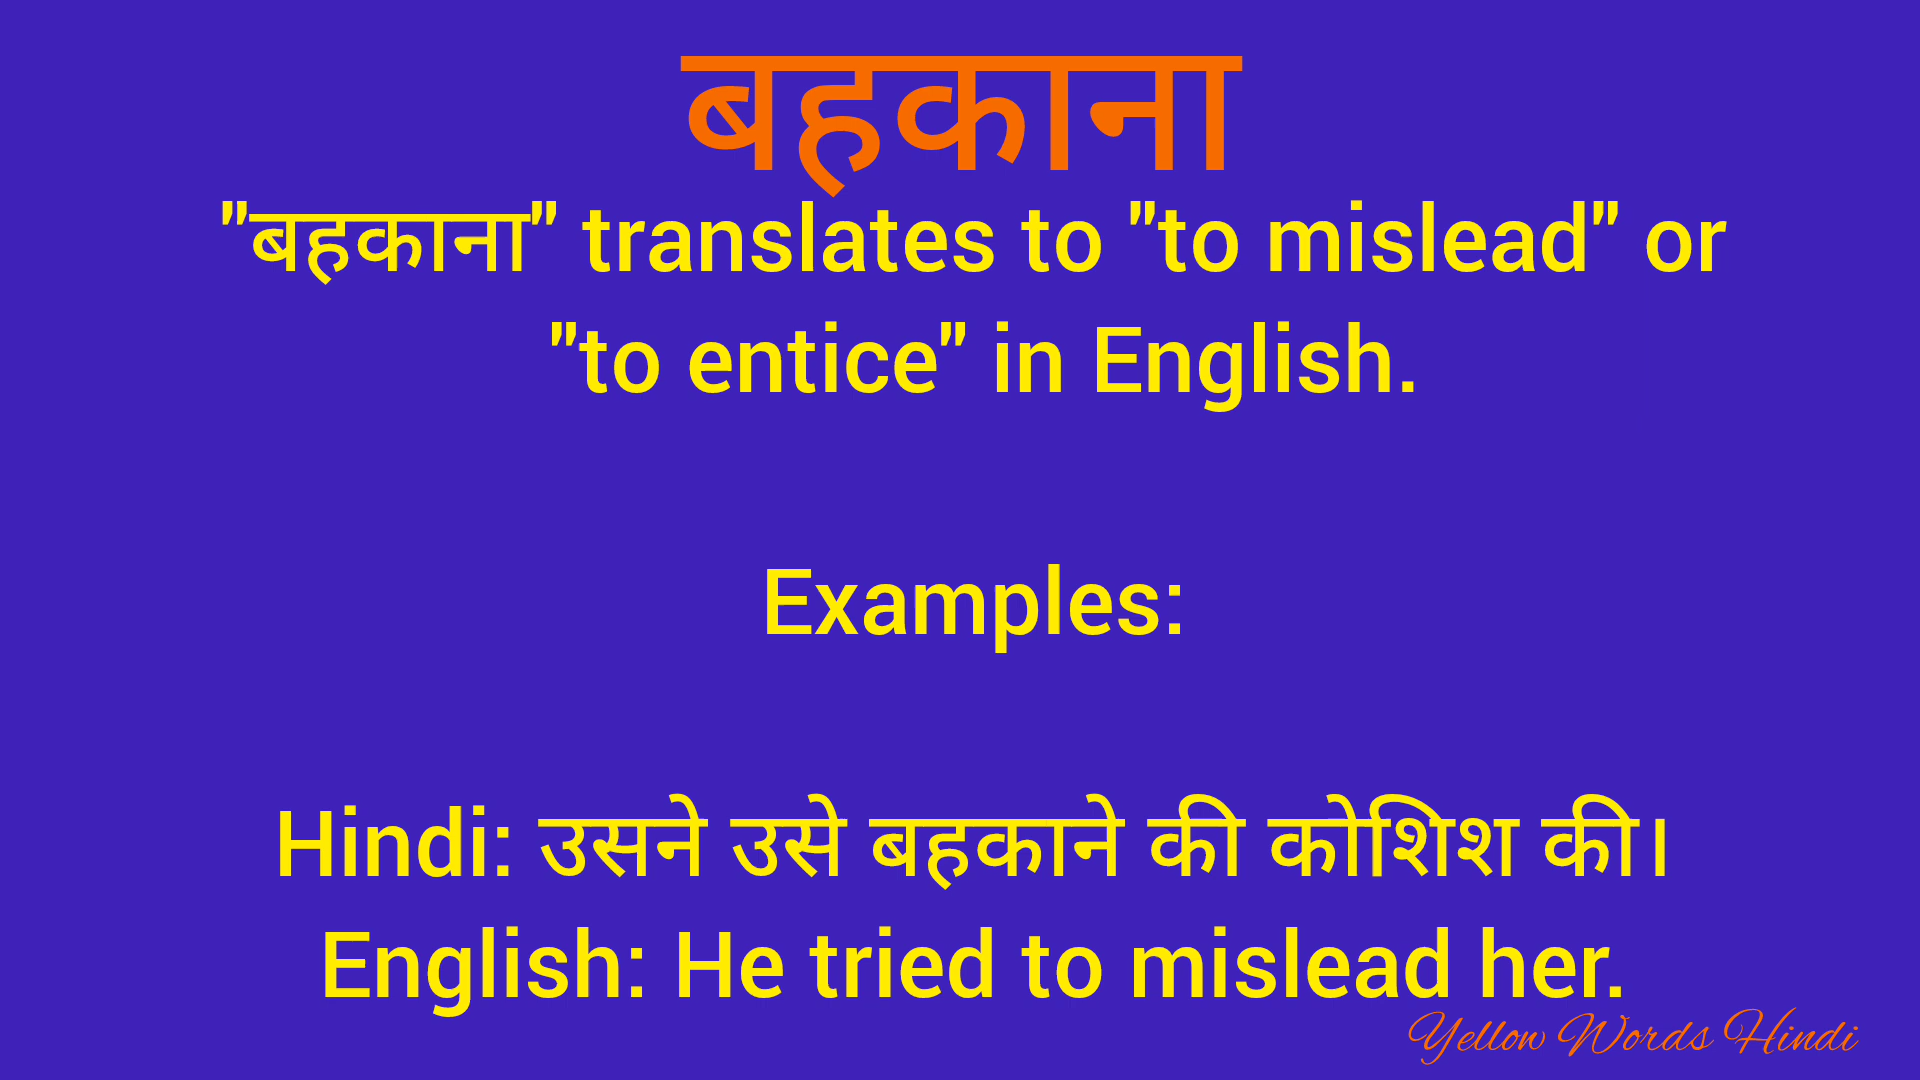 बहकाना
"बहकाना" translates to "to mislead" or
"to entice" in English.
Examples:
Hindi: उसने उसे बहकाने की कोशिश की।
English: He tried to mislead her.
Yellow Words Hindi